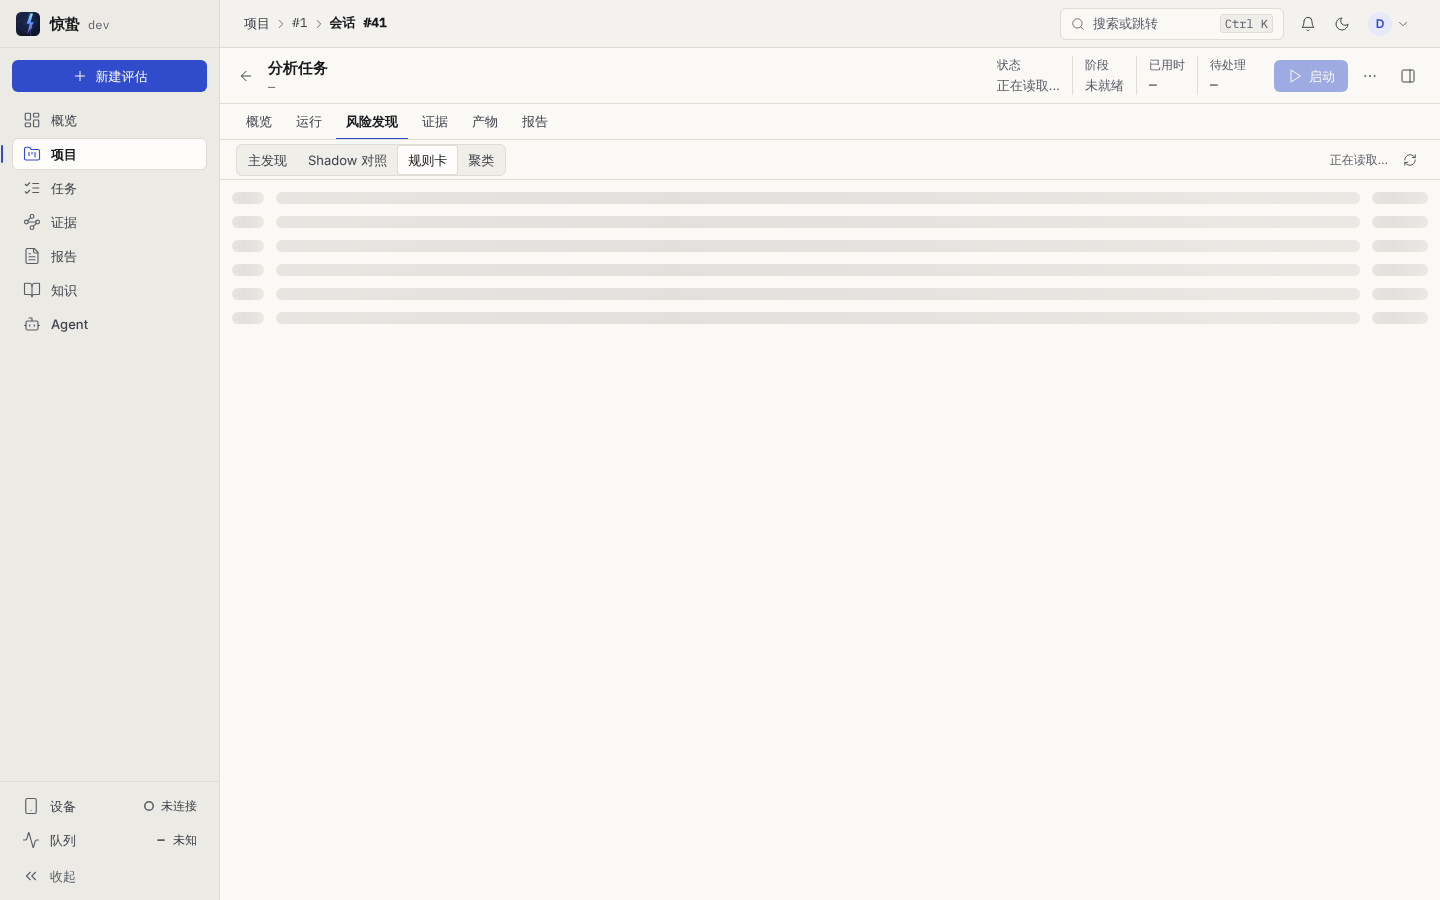 惊蛰 dev
项目 #1 会话 #41
搜索或跳转 Ctrl K
D
新建评估
概览
项目
任务
证据
报告
知识
Agent
设备 未连接
队列 – 未知
收起
分析任务
–
状态 阶段 已用时 待处理
正在读取... 未就绪 – –
启动
概览 运行 风险发现 证据 产物 报告
主发现 Shadow 对照 规则卡 聚类
正在读取...